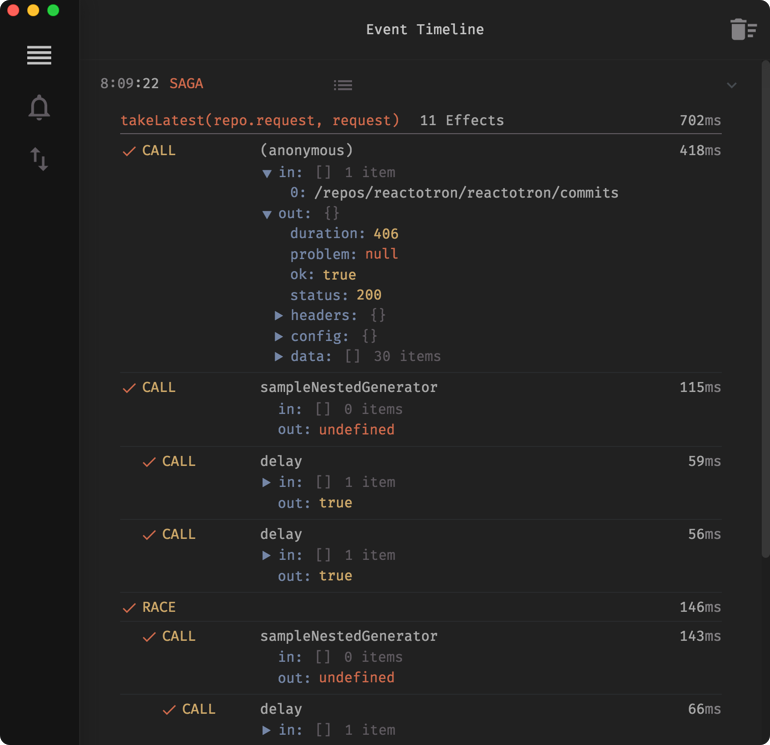 Event Timeline
8:09:22 SAGA
takeLatest(repo.request, request) 11 Effects 702ms
CALL (anonymous) 418ms
in: [] 1 item
0: /repos/reactotron/reactotron/commits
out: {}
duration: 406
problem: null
ok: true
status: 200
headers: {}
config: {}
data: [] 30 items
CALL sampleNestedGenerator 115ms
in: [] 0 items
out: undefined
CALL delay 59ms
in: [] 1 item
out: true
CALL delay 56ms
in: [] 1 item
out: true
RACE 146ms
CALL sampleNestedGenerator 143ms
in: [] 0 items
out: undefined
CALL delay 66ms
in: [] 1 item